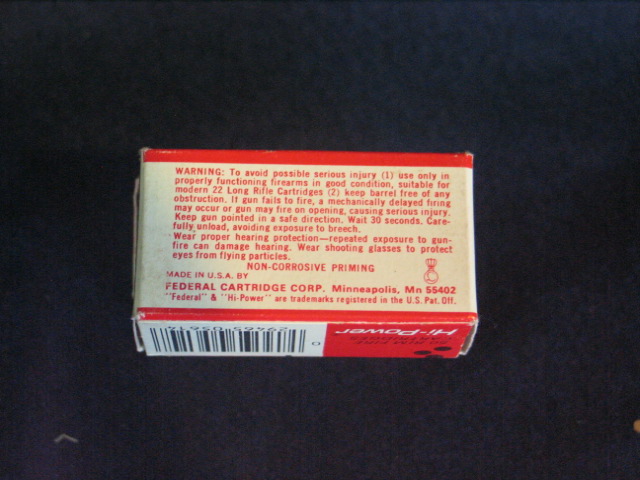 WARNING: To avoid possible serious injury (1) use only in
properly functioning firearms in good condition, suitable for
modern 22 Long Rifle Cartridges (2) keep barrel free of any
obstruction. If gun fails to fire, a mechanically delayed firing
may occur or gun may fire on opening, causing serious injury.
Keep gun pointed in a safe direction. Wait 30 seconds. Care-
fully unload, avoiding exposure to breech.
Wear proper hearing protection—repeated exposure to gun-
fire can damage hearing. Wear shooting glasses to protect
eyes from flying particles.
NON-CORROSIVE PRIMING
MADE IN U.S.A. BY
FEDERAL CARTRIDGE CORP. Minneapolis, Mn 55402
"Federal" & "Hi-Power" are trademarks registered in the U.S. Pat. Off.
Hi-Power
RIM FIRE
CARTRIDGES
0